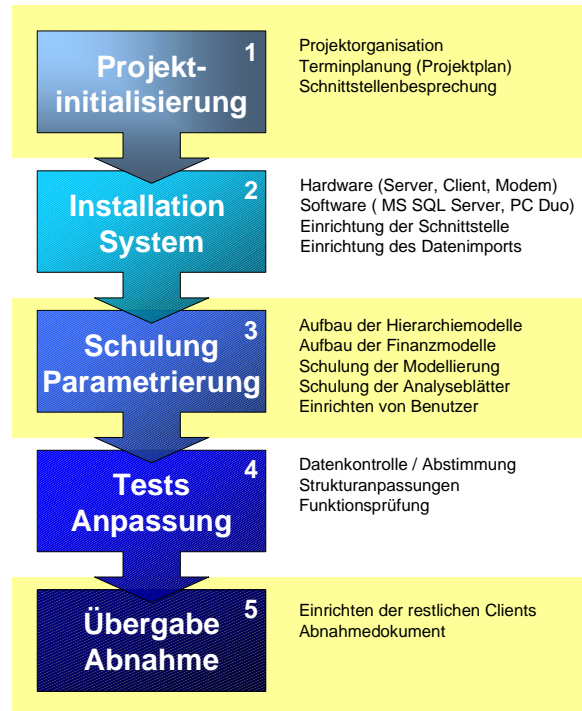 1
Projekt-
initialisierung
Projektorganisation
Terminplanung (Projektplan)
Schnittstellenbesprechung
2
Installation
System
Hardware (Server, Client, Modem)
Software ( MS SQL Server, PC Duo)
Einrichtung der Schnittstelle
Einrichtung des Datenimports
3
Schulung
Parametrierung
Aufbau der Hierarchiemodelle
Aufbau der Finanzmodelle
Schulung der Modellierung
Schulung der Analyseblätter
Einrichten von Benutzer
4
Tests
Anpassung
Datenkontrolle / Abstimmung
Strukturanpassungen
Funktionsprüfung
5
Übergabe
Abnahme
Einrichten der restlichen Clients
Abnahmedokument